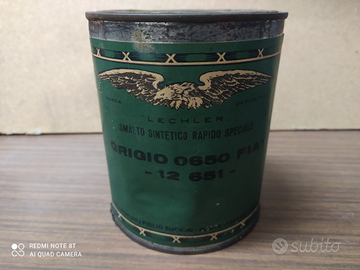 LECHLER
SMALTO SINTETICO RAPIDO SPECIALE
GRIGIO 0650 FIAT
- 12 651 -
REDMI NOTE 8T
AI QUAD CAMERA
subito